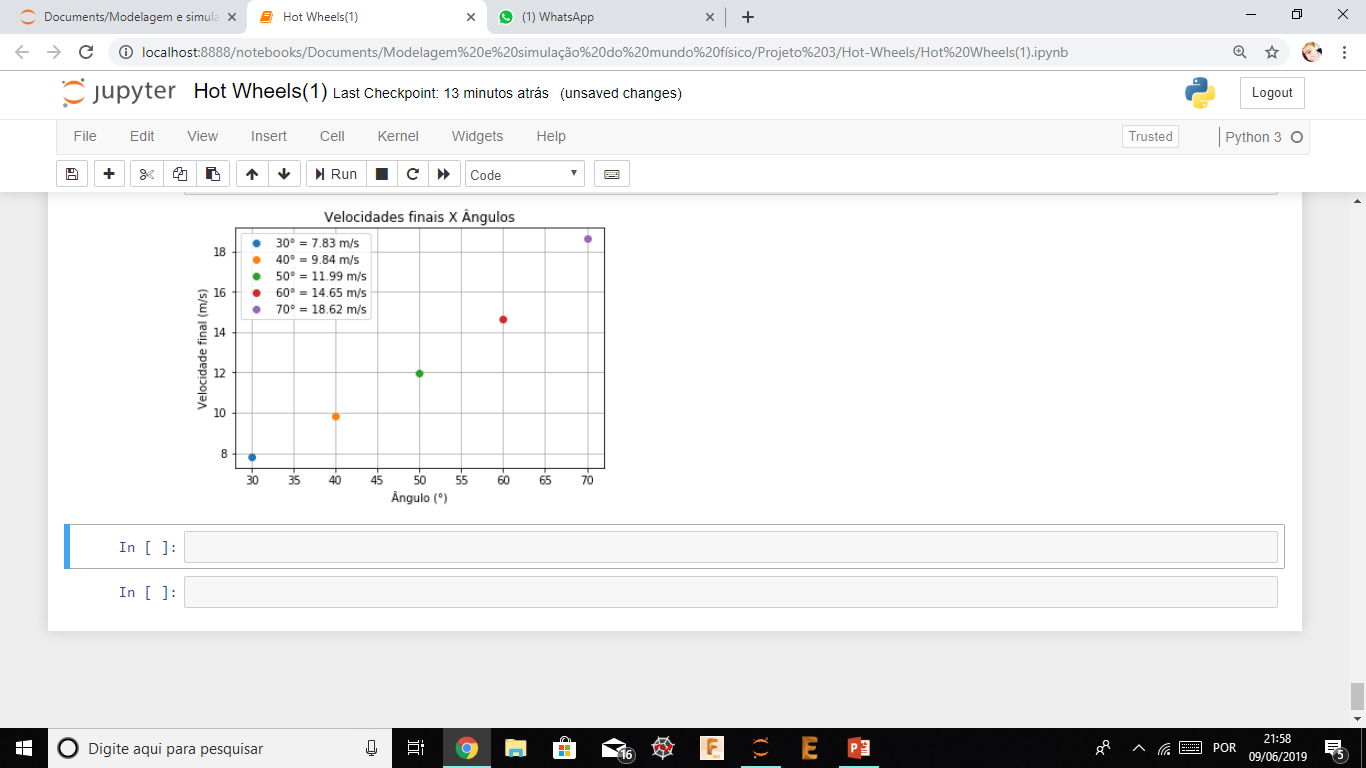 Documents/Modelagem e simula
Hot Wheels(1)
(1) WhatsApp
localhost:8888/notebooks/Documents/Modelagem%20e%20simulação%20do%20mundo%20físico/Projeto%203/Hot-Wheels/Hot%20Wheels(1).ipynb
jupyter Hot Wheels(1) Last Checkpoint: 13 minutos atrás (unsaved changes)
Logout
File Edit View Insert Cell Kernel Widgets Help
Trusted
Python 3
Run
Code
Velocidades finais X Ângulos
30° = 7.83 m/s
40° = 9.84 m/s
50° = 11.99 m/s
60° = 14.65 m/s
70° = 18.62 m/s
Velocidade final (m/s)
18
16
14
12
10
8
30 35 40 45 50 55 60 65 70
Ângulo (°)
In [ ]:
In [ ]:
Digite aqui para pesquisar
16
POR
21:58
09/06/2019
5